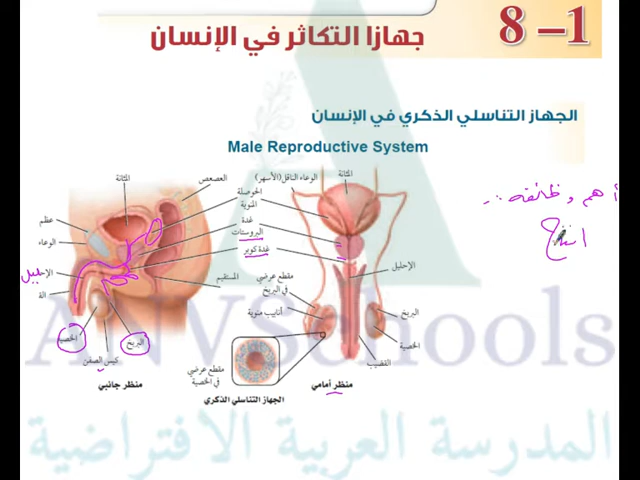 8 – 1
جهازا التكاثر في الإنسان
الجهاز التناسلي الذكري في الإنسان
Male Reproductive System
أهم وظائفه :.
إنتاج
المثانة
عظم
الوعاء
الإحليل
الخصية
كيس الصفن
البربخ
منظر جانبي
العصعص
الحوصلة
المنوية
غدة
البروستات
غدة كوبر
المستقيم
الوعاء الناقل (الأسهر)
المثانة
مقطع عرضي
في البربخ
أنابيب منوية
مقطع عرضي
في الخصية
الإحليل
البربخ
الخصية
القضيب
منظر أمامي
الجهاز التناسلي الذكري
ANVSchools
المدرسة العربية الافتراضية